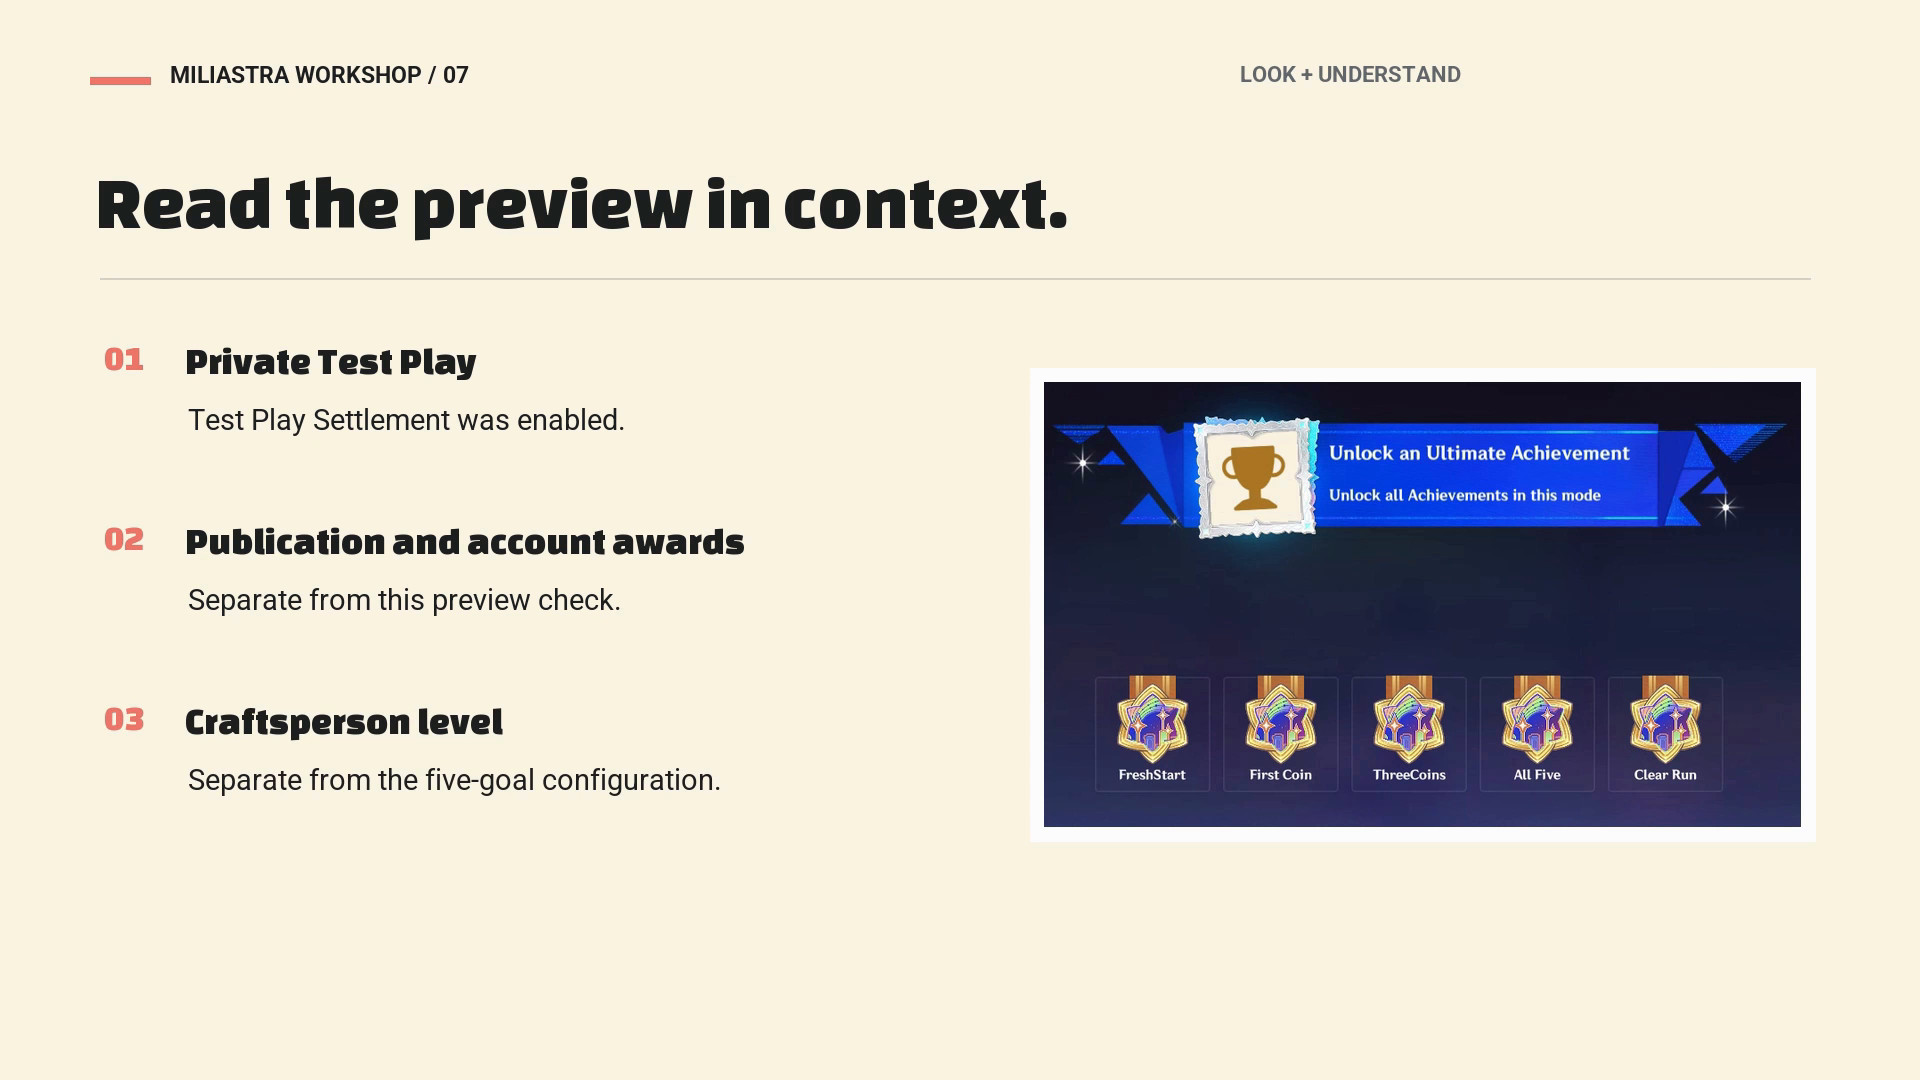 MILIASTRA WORKSHOP / 07
LOOK + UNDERSTAND
Read the preview in context.
01 Private Test Play
Test Play Settlement was enabled.
02 Publication and account awards
Separate from this preview check.
03 Craftsperson level
Separate from the five-goal configuration.
Unlock an Ultimate Achievement
Unlock all Achievements in this mode
FreshStart First Coin ThreeCoins All Five Clear Run